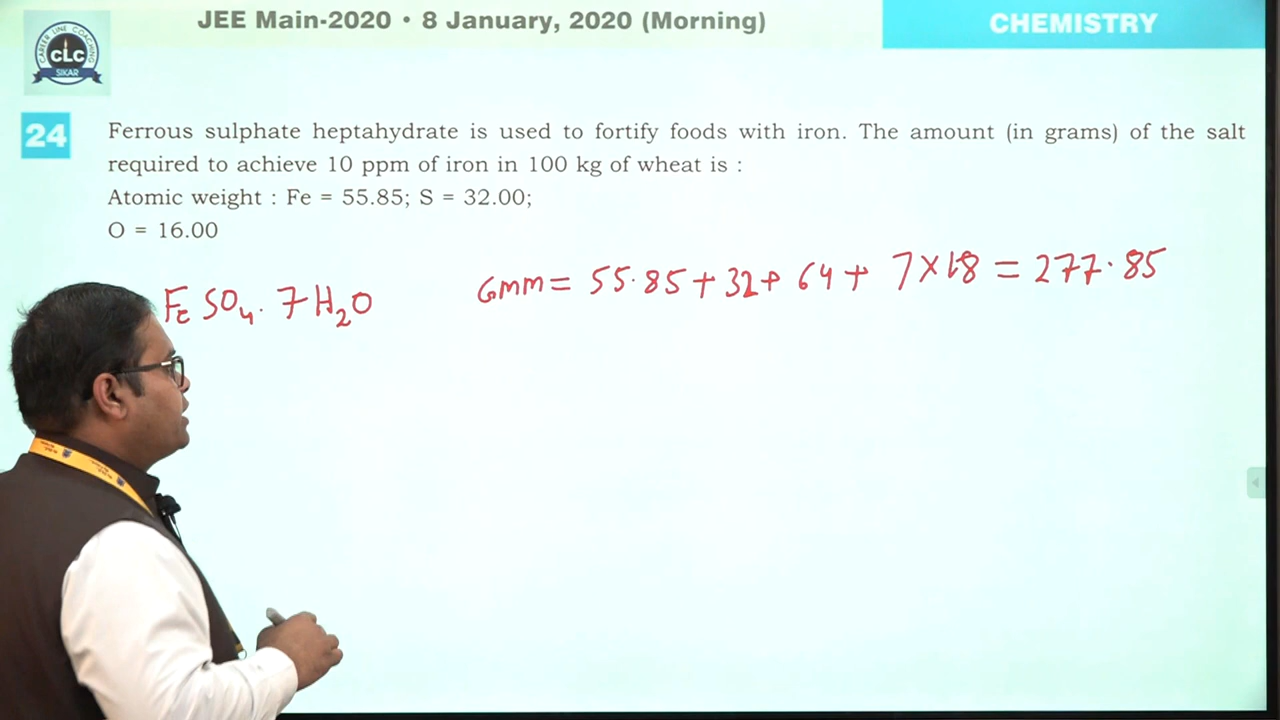 JEE Main-2020 • 8 January, 2020 (Morning)
CHEMISTRY
CAREER LINE COACHING
CLC
SIKAR
24
Ferrous sulphate heptahydrate is used to fortify foods with iron. The amount (in grams) of the salt
required to achieve 10 ppm of iron in 100 kg of wheat is :
Atomic weight : Fe = 55.85; S = 32.00;
O = 16.00
FeSO4. 7H2O
GMM = 55.85 + 32 + 64 + 7×18 = 277.85